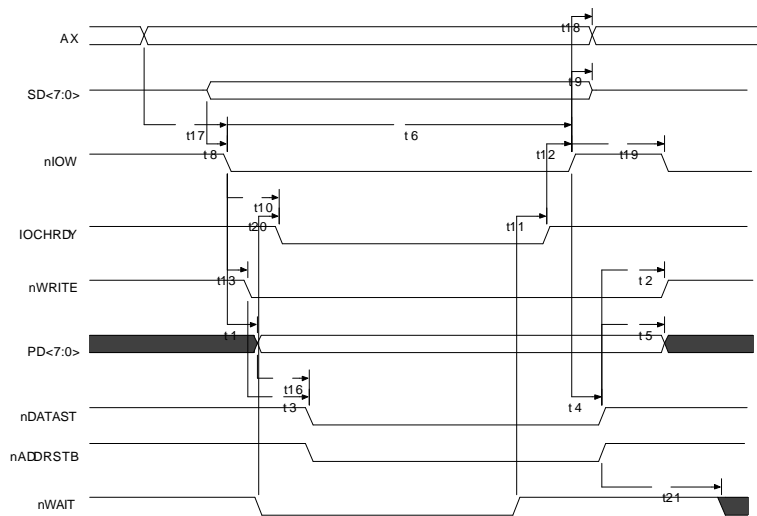 t18
AX
t9
SD<7:0>
t17
t6
t8
t12
t19
nIOW
t10
t20
t11
IOCHRDY
t13
t2
nWRITE
t1
t5
PD<7:0>
t16
t3
t4
nDATAST
nADDRSTB
t21
nWAIT